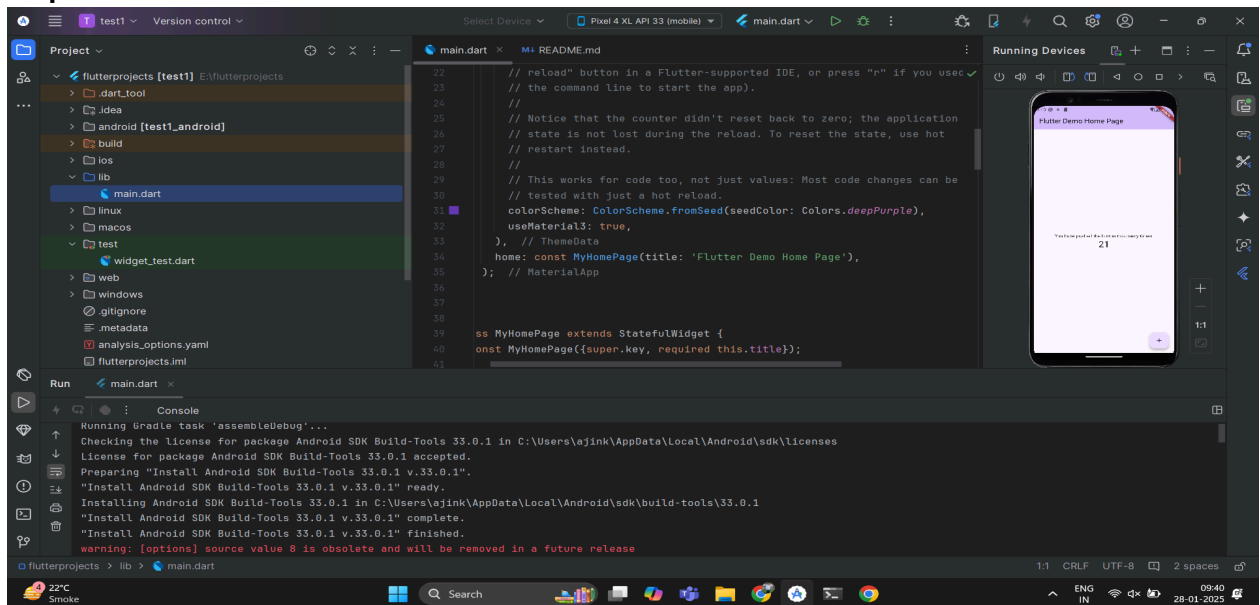 test1
Version control
Select Device
Pixel 4 XL API 33 (mobile)
main.dart
Project
flutterprojects [test1] E:\flutterprojects
.dart_tool
.idea
android [test1_android]
build
ios
lib
main.dart
linux
macos
test
widget_test.dart
web
windows
.gitignore
.metadata
analysis_options.yaml
flutterprojects.iml
main.dart
README.md
22 // reload" button in a Flutter-supported IDE, or press "r" if you used
23 // the command line to start the app).
24 //
25 // Notice that the counter didn't reset back to zero; the application
26 // state is not lost during the reload. To reset the state, use hot
27 // restart instead.
28 //
29 // This works for code too, not just values: Most code changes can be
30 // tested with just a hot reload.
31 colorScheme: ColorScheme.fromSeed(seedColor: Colors.deepPurple),
32 useMaterial3: true,
33 ), // ThemeData
34 home: const MyHomePage(title: 'Flutter Demo Home Page'),
35 ); // MaterialApp
36
37
38
39 ss MyHomePage extends StatefulWidget {
40 onst MyHomePage({super.key, required this.title});
41
Running Devices
Flutter Demo Home Page
21
1:1
Run main.dart
Console
Running Gradle task 'assembleDebug'...
Checking the license for package Android SDK Build-Tools 33.0.1 in C:\Users\ajink\AppData\Local\Android\sdk\licenses
License for package Android SDK Build-Tools 33.0.1 accepted.
Preparing "Install Android SDK Build-Tools 33.0.1 v.33.0.1".
"Install Android SDK Build-Tools 33.0.1 v.33.0.1" ready.
Installing Android SDK Build-Tools 33.0.1 in C:\Users\ajink\AppData\Local\Android\sdk\build-tools\33.0.1
"Install Android SDK Build-Tools 33.0.1 v.33.0.1" complete.
"Install Android SDK Build-Tools 33.0.1 v.33.0.1" finished.
warning: [options] source value 8 is obsolete and will be removed in a future release
flutterprojects > lib > main.dart
1:1 CRLF UTF-8 2 spaces
4
22°C
Smoke
Search
ENG
IN
09:40
28-01-2025